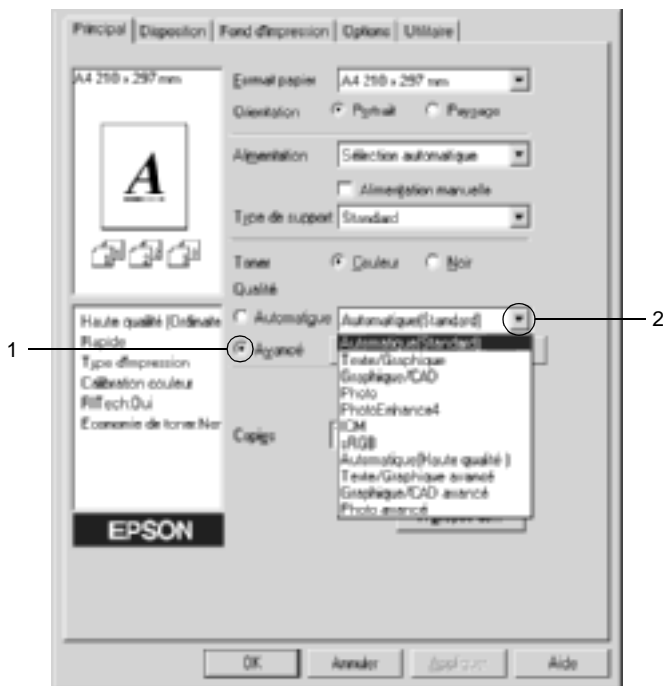 Principal Disposition Fond d'impression Options Utilitaire
A4 210 x 297 mm
Format papier A4 210 x 297 mm
Orientation Portrait Paysage
Alimentation Sélection automatique
A
Alimentation manuelle
Type de support Standard
Toner Couleur Noir
Qualité
Automatique Automatique(Standard) 2
1 Avancé
Haute qualité (Ordinate
Rapide
Type d'impression
Calibration couleur
RITech:Oui
Economie de toner:Nor
Automatique(Standard)
Texte/Graphique
Graphique/CAD
Photo
PhotoEnhance4
ICM
sRGB
Automatique(Haute qualité )
Texte/Graphique avancé
Graphique/CAD avancé
Photo avancé
Copies
EPSON
OK Annuler Appliquer Aide